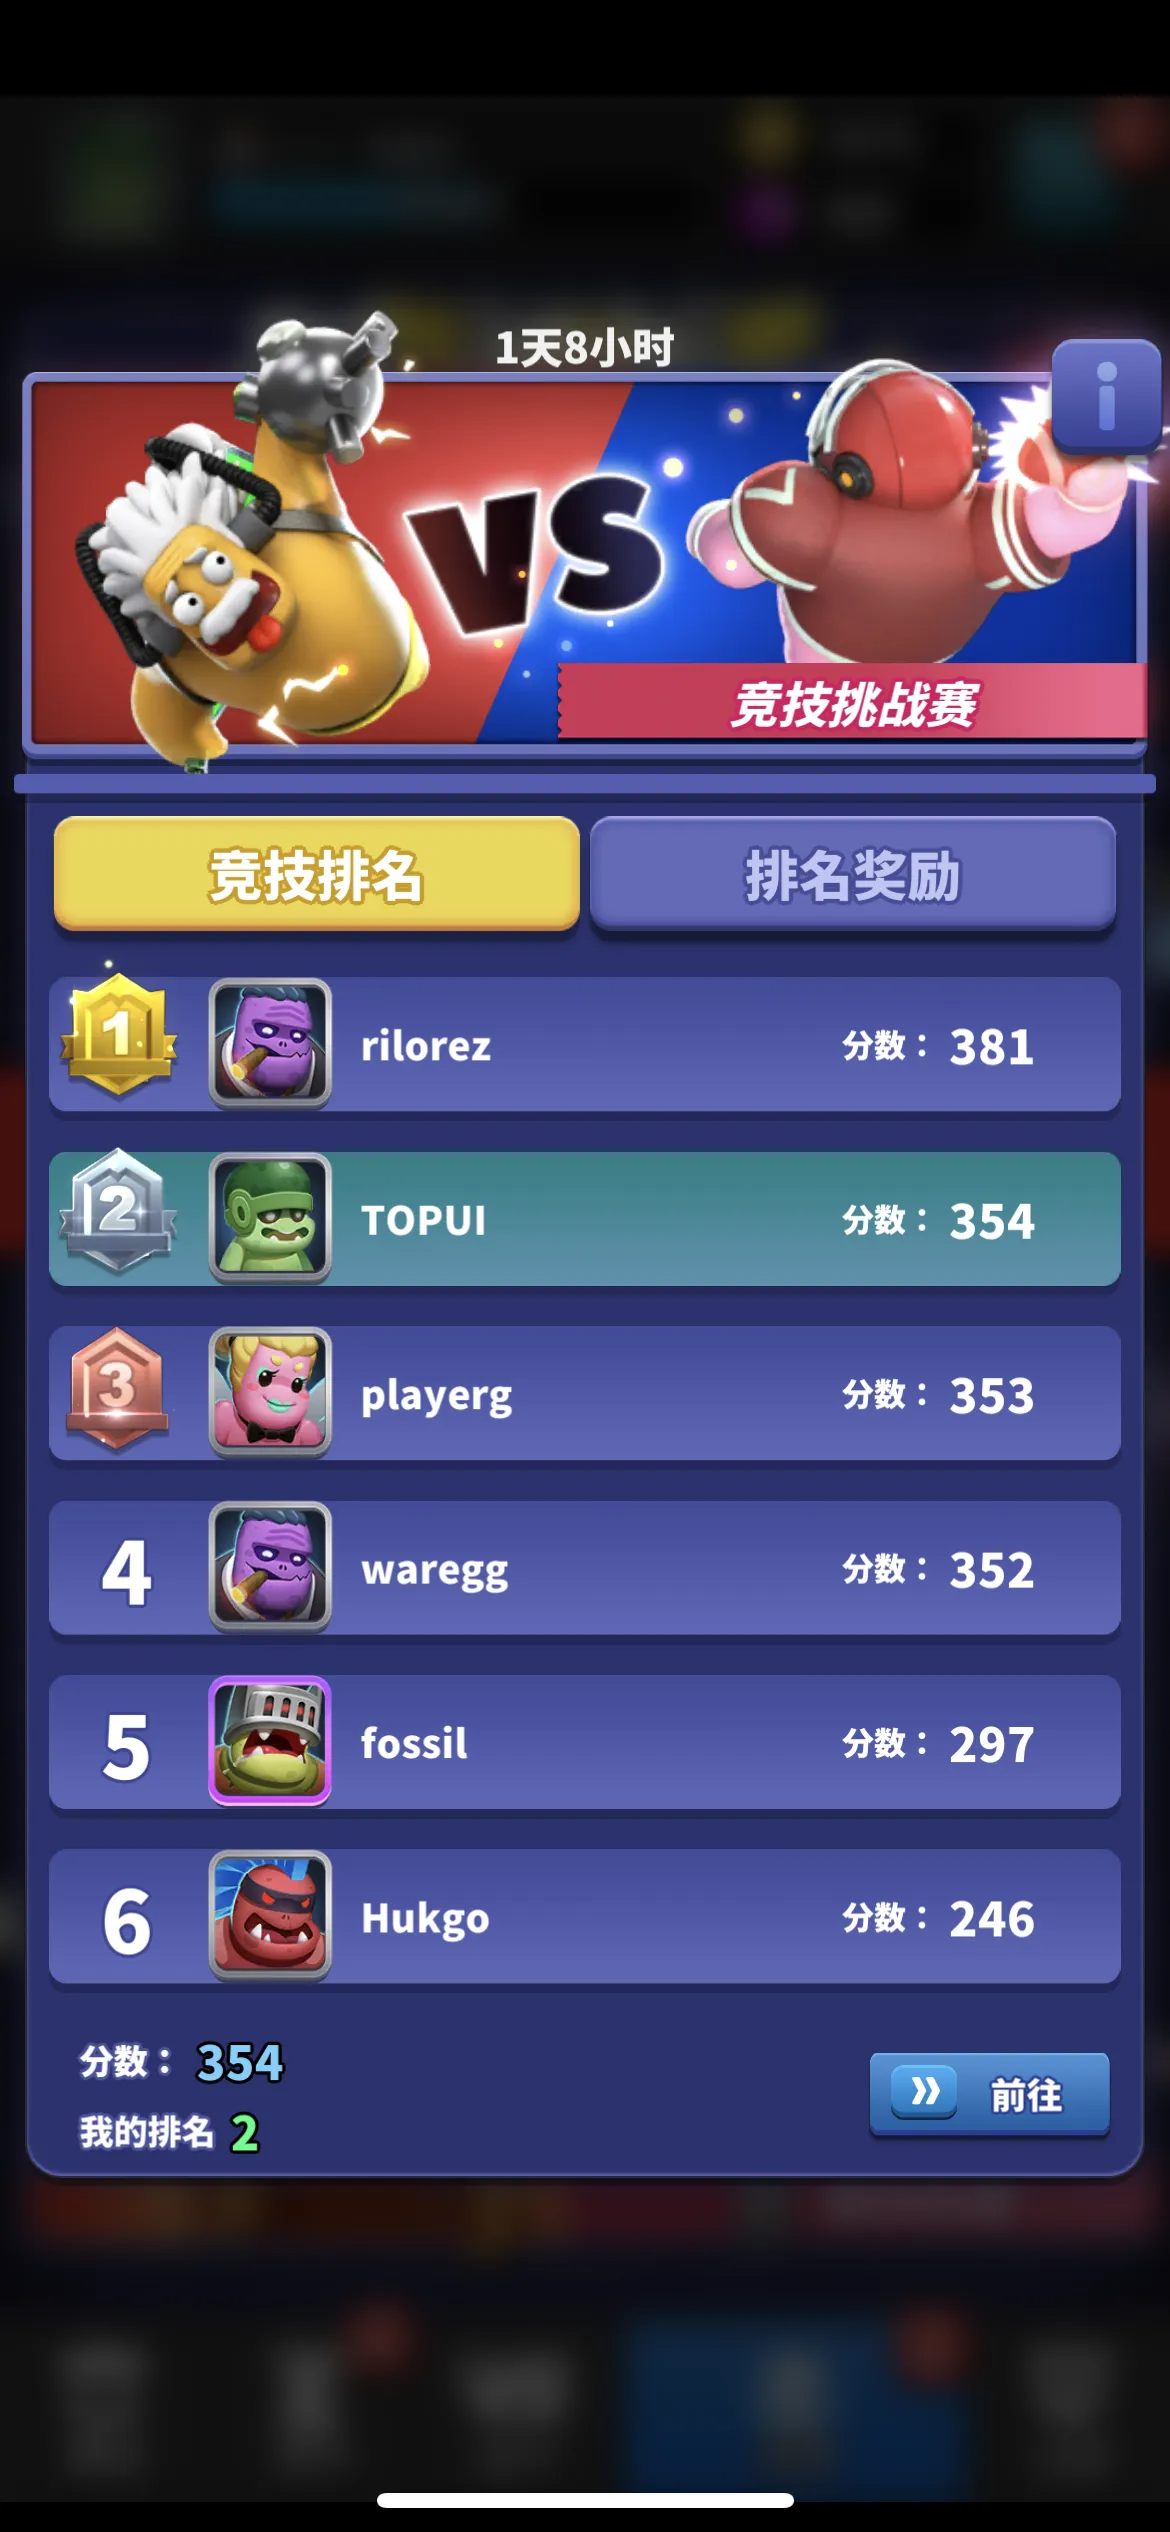 1天8小时
VS
竞技挑战赛
竞技排名
排名奖励
1 rilorez 分数： 381
2 TOPUI 分数： 354
3 playerg 分数： 353
4 waregg 分数： 352
5 fossil 分数： 297
6 Hukgo 分数： 246
分数： 354
我的排名 2
前往